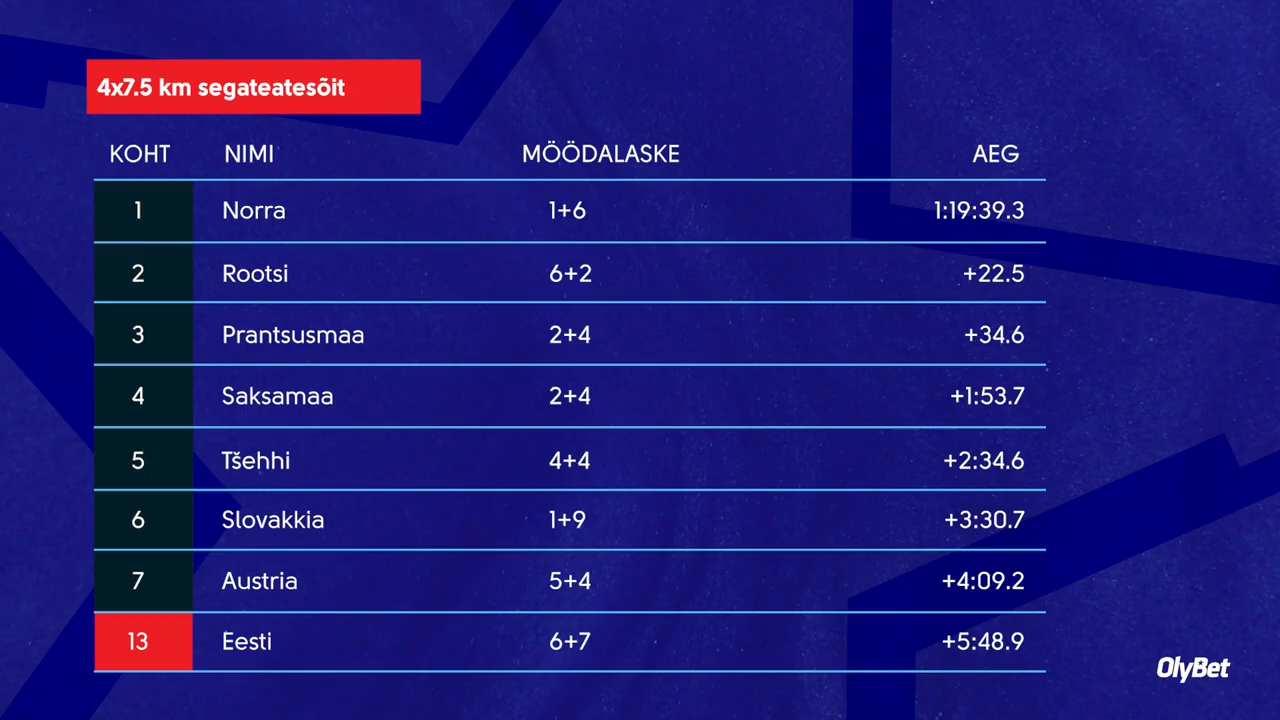 4x7.5 km segateatesõit
KOHT NIMI MÖÖDALASKE AEG
1 Norra 1+6 1:19:39.3
2 Rootsi 6+2 +22.5
3 Prantsusmaa 2+4 +34.6
4 Saksamaa 2+4 +1:53.7
5 Tšehhi 4+4 +2:34.6
6 Slovakkia 1+9 +3:30.7
7 Austria 5+4 +4:09.2
13 Eesti 6+7 +5:48.9
OlyBet